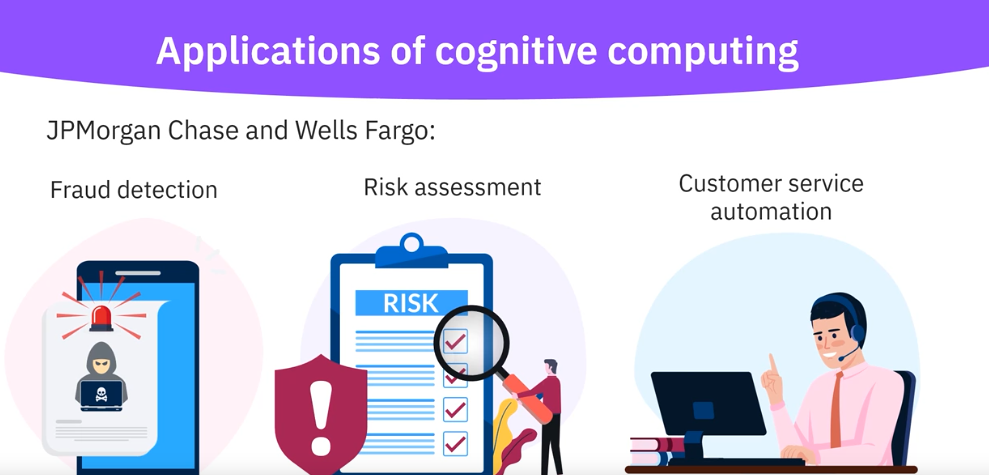 Applications of cognitive computing
JPMorgan Chase and Wells Fargo:
Fraud detection
Risk assessment
Customer service
automation
RISK